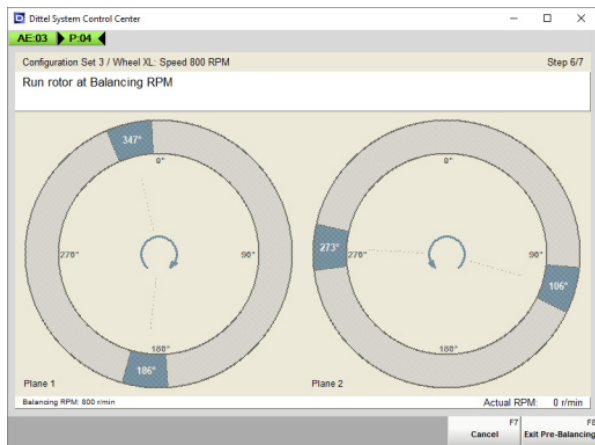 Dittel System Control Center
AE:03 P:04
Configuration Set 3 / Wheel XL: Speed 800 RPM Step 6/7
Run rotor at Balancing RPM
347°
0°
270° 90°
180°
186°
Plane 1
273° 270° 0° 90°
106°
180°
Plane 2
Balancing RPM: 800 r/min Actual RPM: 0 r/min
F7 F8
Cancel Exit Pre-Balancing